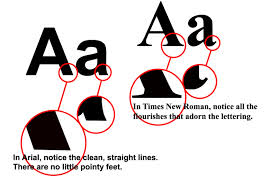 Aa
Aa
In Times New Roman, notice all the
flourishes that adorn the lettering.
In Arial, notice the clean, straight lines.
There are no little pointy feet.